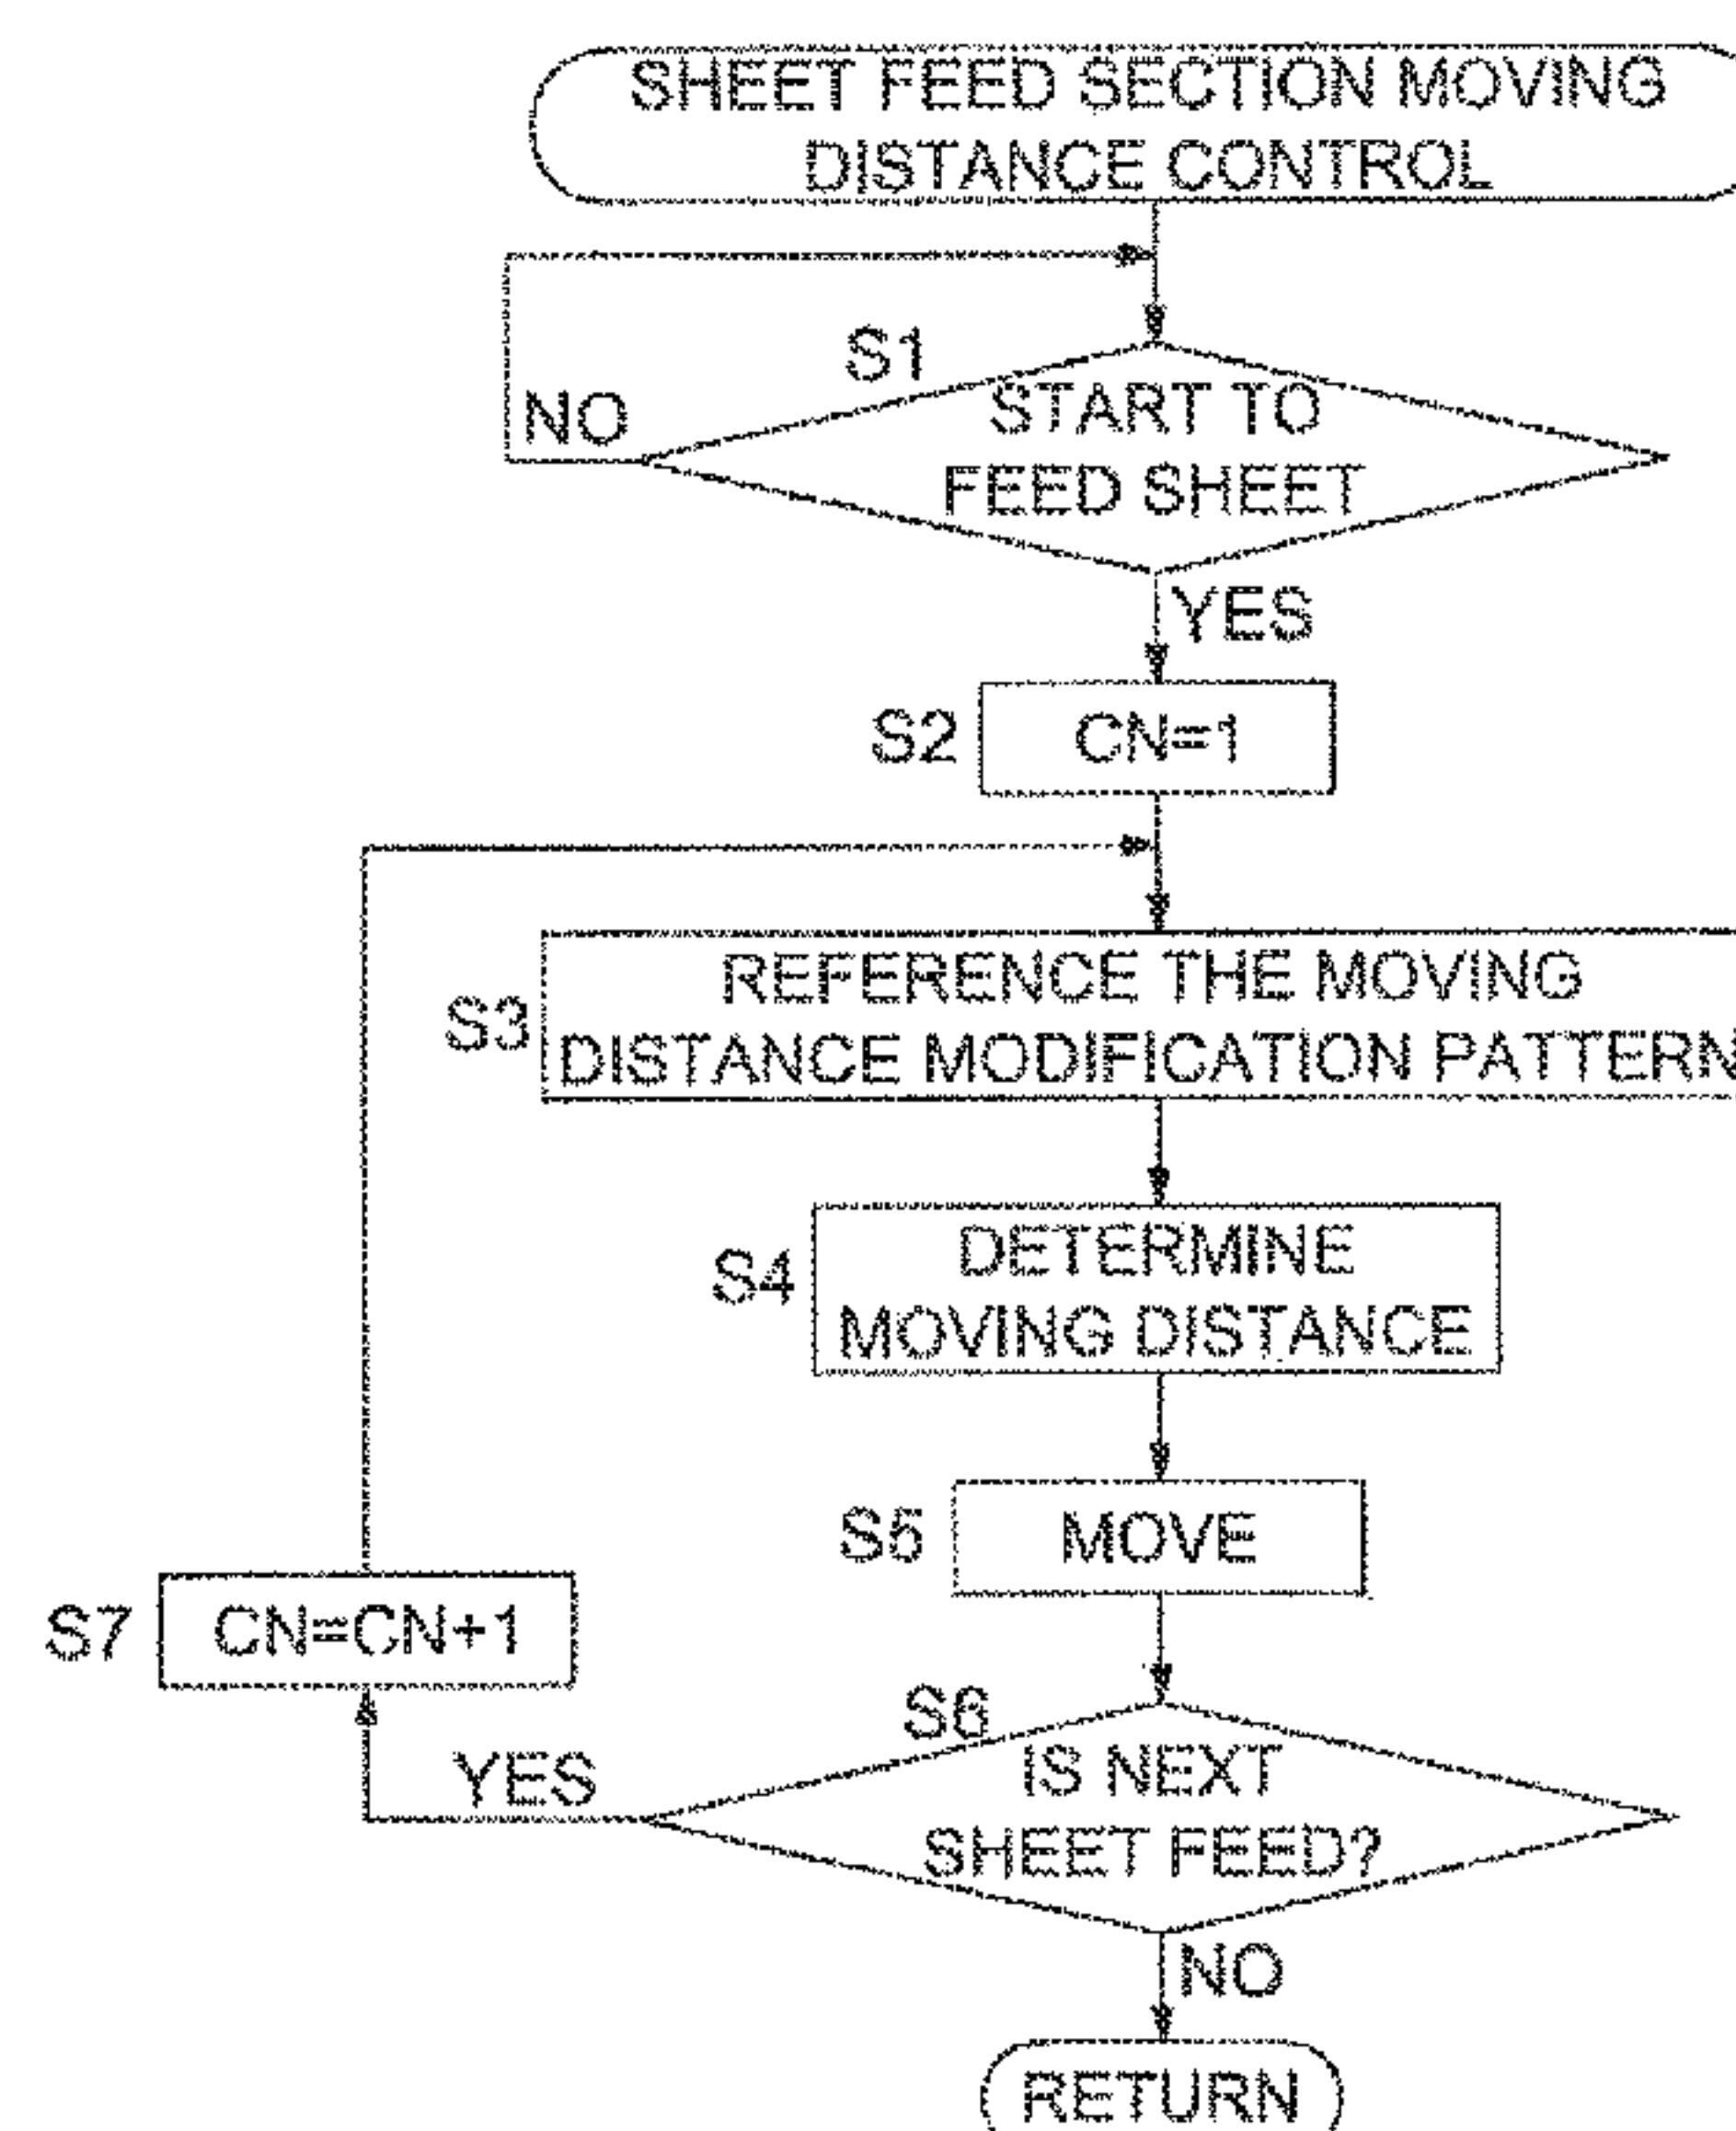 SHEET FEED SECTION MOVING
DISTANCE CONTROL
S1
NO
START TO
FEED SHEET
YES
S2
CN=1
S3
REFERENCE THE MOVING
DISTANCE MODIFICATION PATTERN
S4
DETERMINE
MOVING DISTANCE
S5
MOVE
S7
CN=CN+1
S6
YES
IS NEXT
SHEET FEED?
NO
RETURN